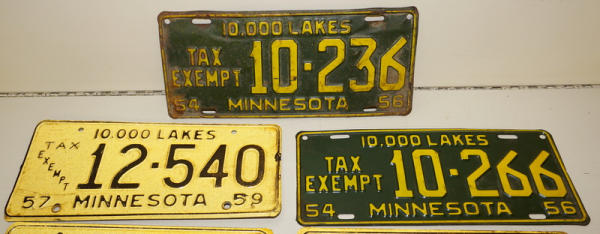 10,000 LAKES
TAX EXEMPT 10·236
54 MINNESOTA 56
10,000 LAKES
TAX EXEMPT 12·540
57 MINNESOTA 59
10,000 LAKES
TAX EXEMPT 10·266
54 MINNESOTA 56